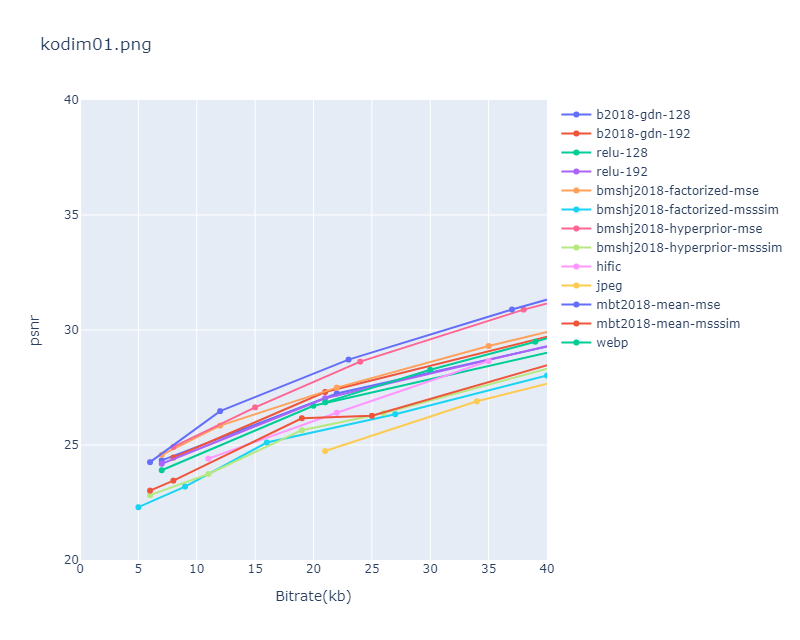 kodim01.png
40
35
30
25
20
psnr
0 5 10 15 20 25 30 35 40
Bitrate(kb)
b2018-gdn-128
b2018-gdn-192
relu-128
relu-192
bmshj2018-factorized-mse
bmshj2018-factorized-msssim
bmshj2018-hyperprior-mse
bmshj2018-hyperprior-msssim
hific
jpeg
mbt2018-mean-mse
mbt2018-mean-msssim
webp